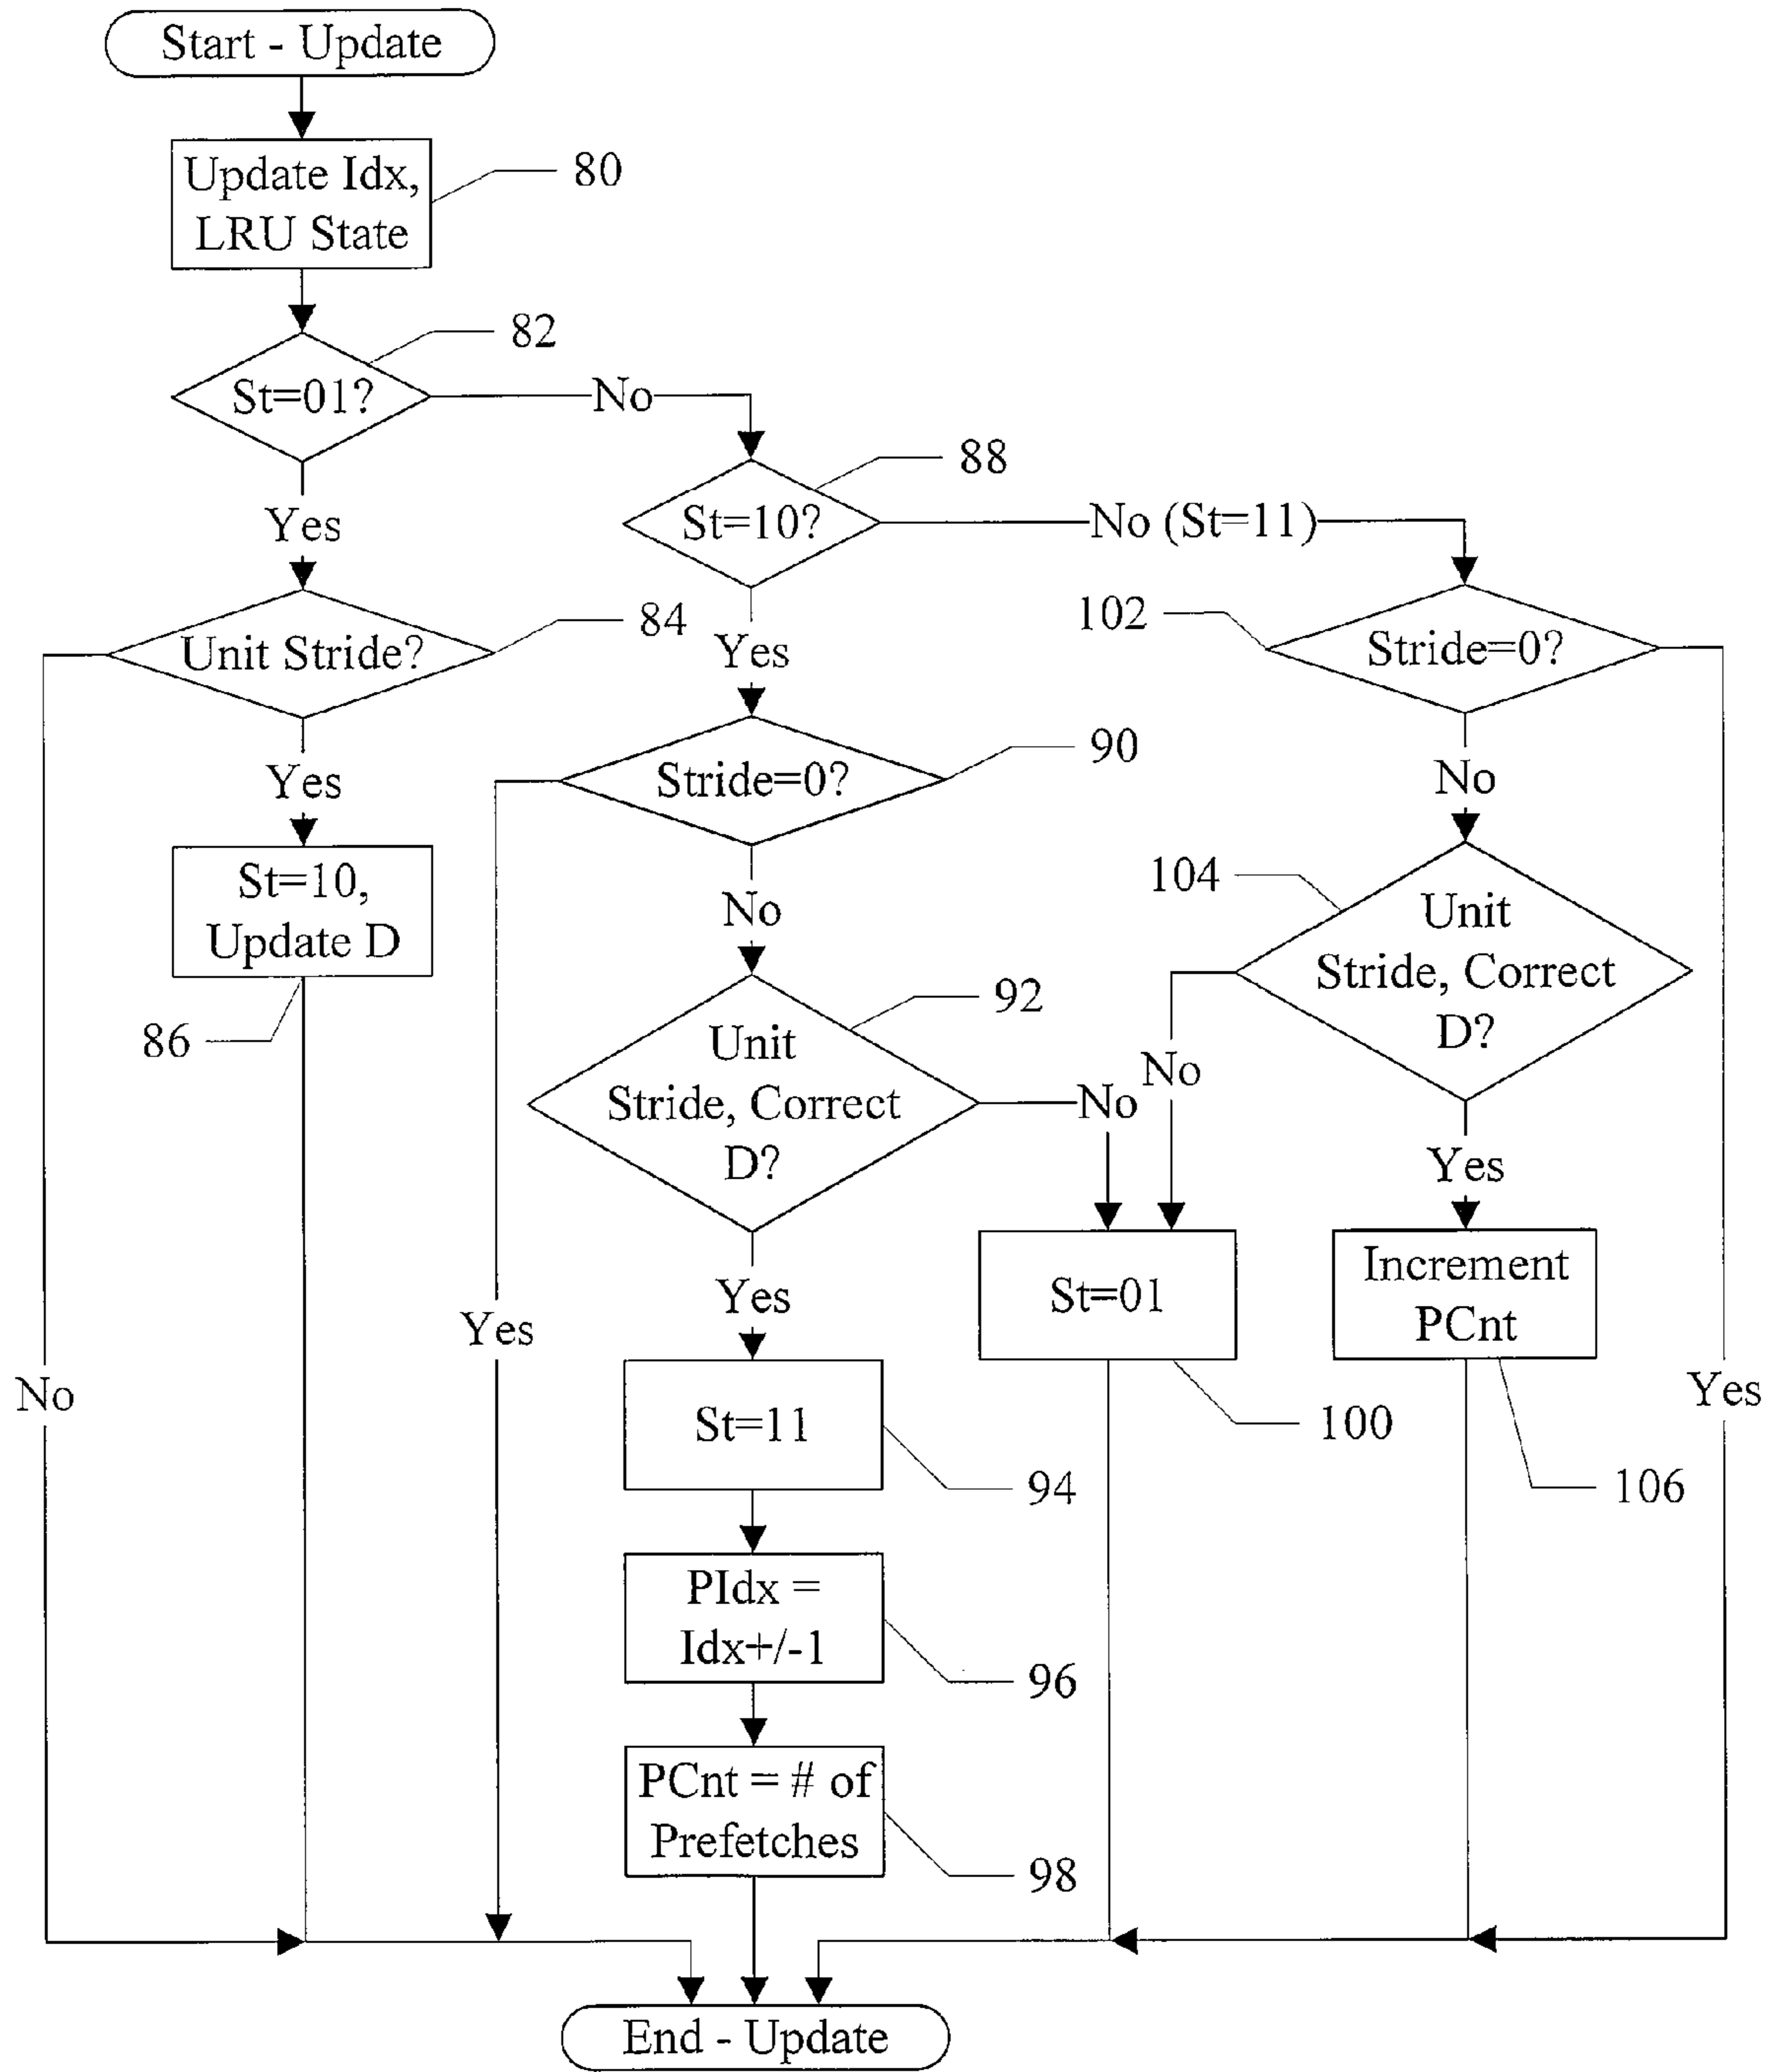 Start - Update
Update Idx,
LRU State
80
St=01?
82
No
Yes
St=10?
88
No (St=11)
Unit Stride?
84
Yes
102
Stride=0?
Yes
Stride=0?
90
No
St=10,
Update D
86
No
104
Unit
Stride, Correct
D?
92
Unit
Stride, Correct
D?
No
No
Yes
Yes
Yes
No
St=01
100
Increment
PCnt
106
Yes
St=11
94
PIdx =
Idx+/-1
96
PCnt = # of
Prefetches
98
End - Update